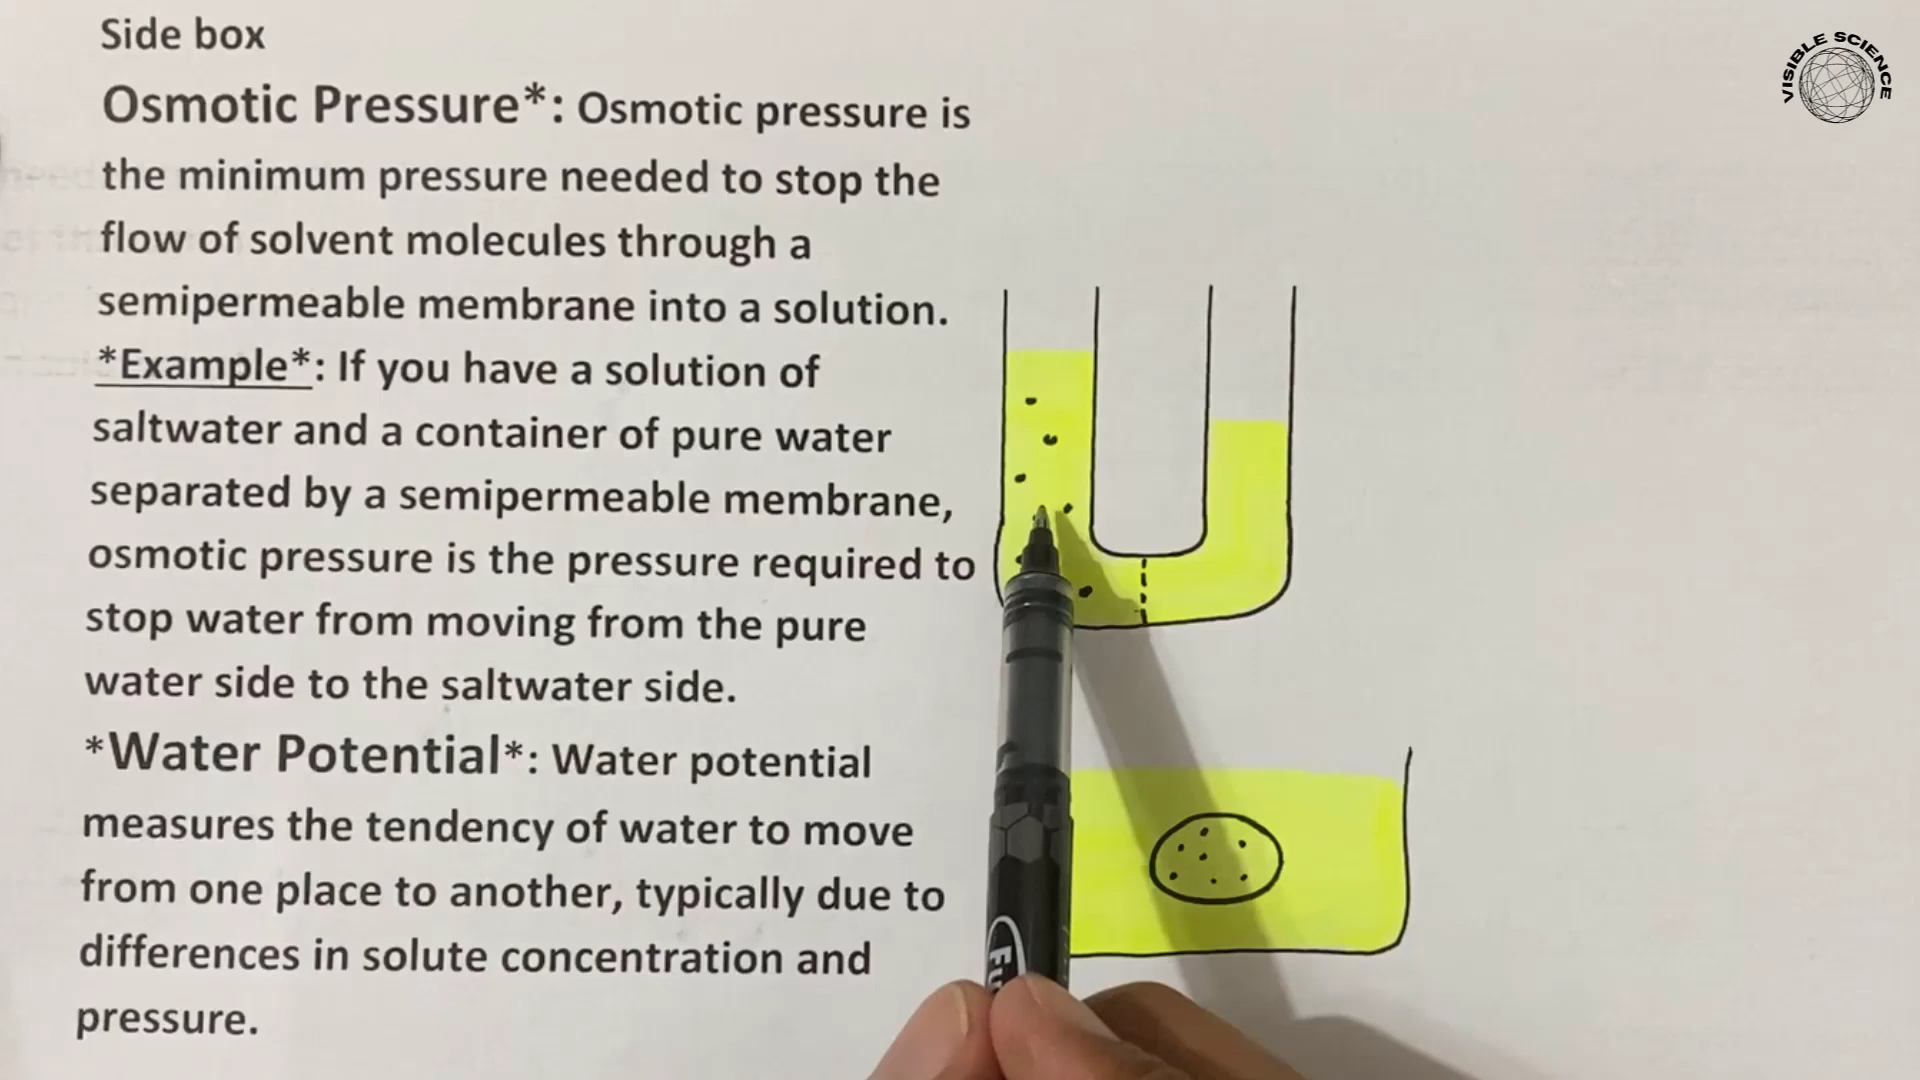 Side box
Osmotic Pressure*: Osmotic pressure is
the minimum pressure needed to stop the
flow of solvent molecules through a
semipermeable membrane into a solution.
*Example*: If you have a solution of
saltwater and a container of pure water
separated by a semipermeable membrane,
osmotic pressure is the pressure required to
stop water from moving from the pure
water side to the saltwater side.
*Water Potential*: Water potential
measures the tendency of water to move
from one place to another, typically due to
differences in solute concentration and
pressure.
VISIBLE SCIENCE